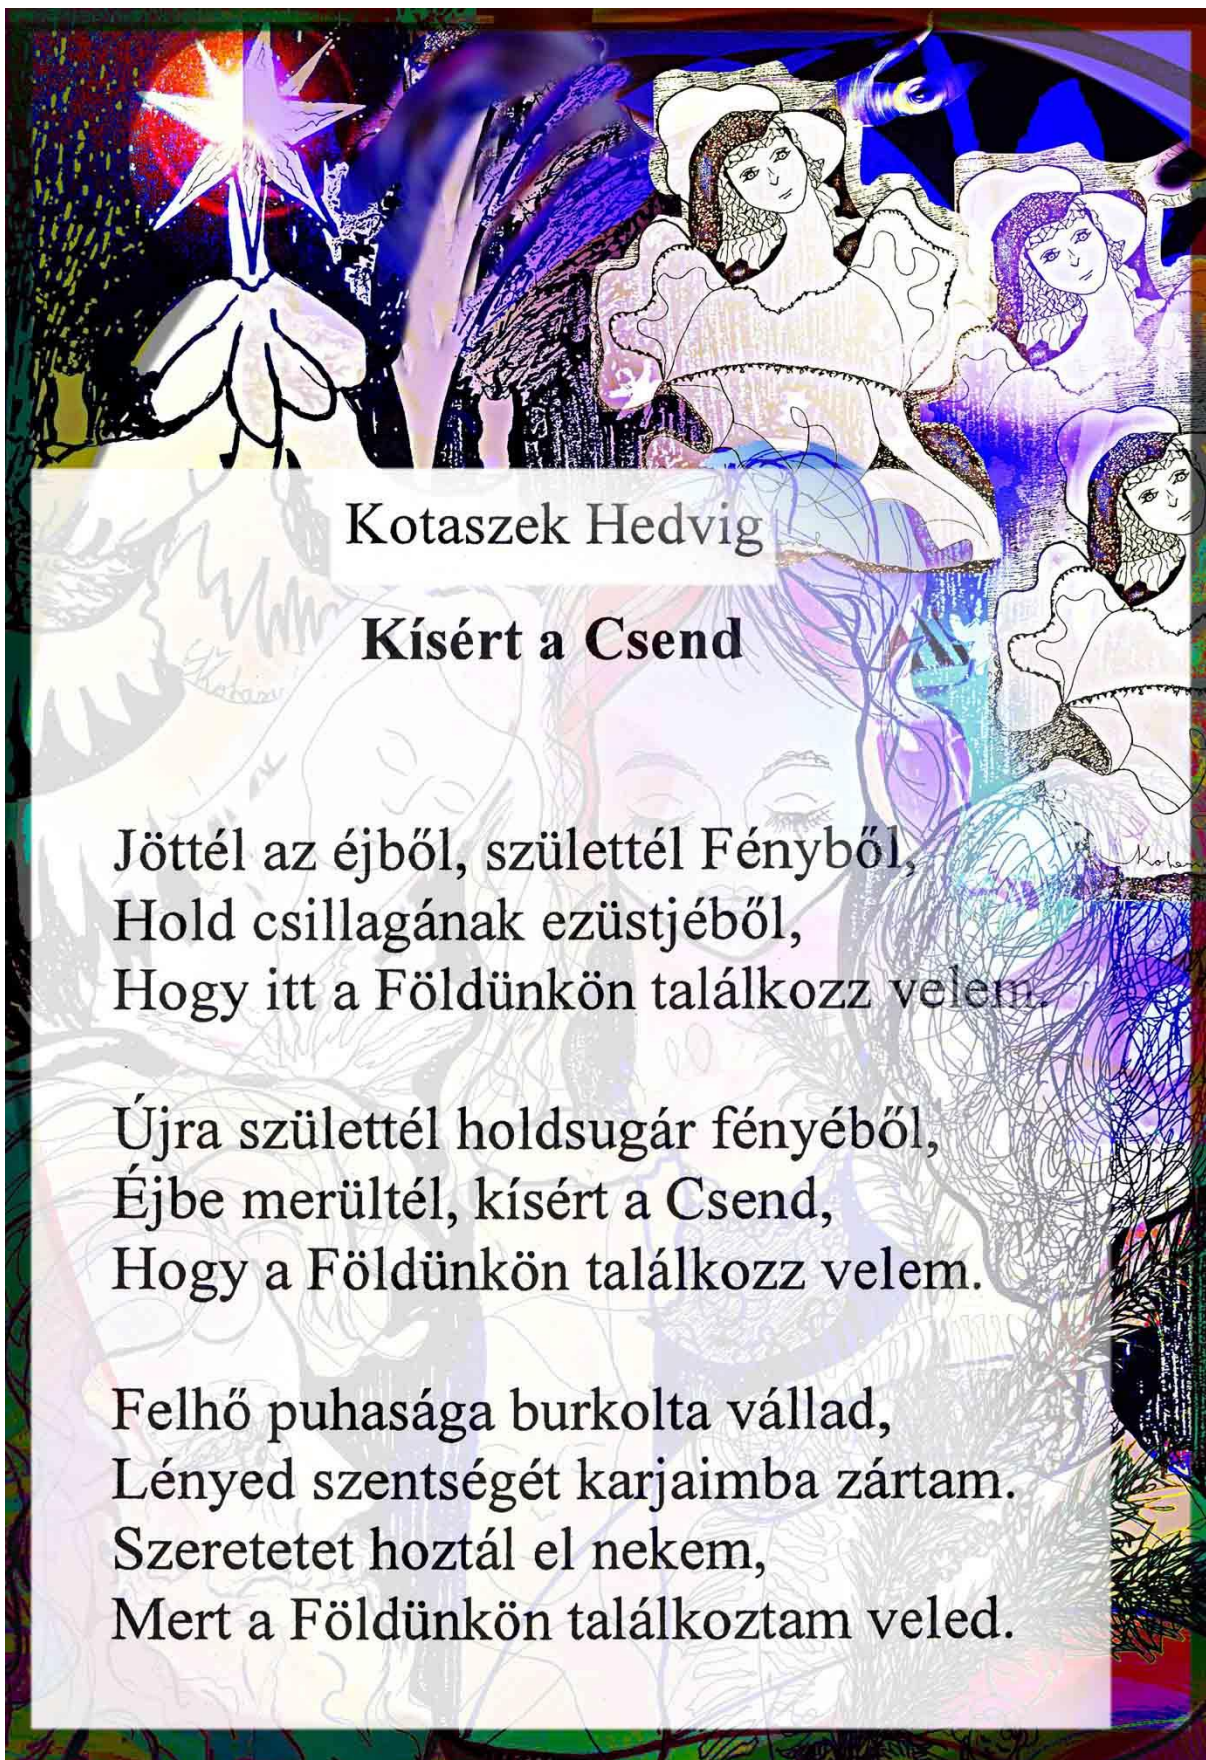 Kotaszek Hedvig
Kísért a Csend
Jöttél az éjből, születtél Fényből,
Hold csillagának ezüstjéből,
Hogy itt a Földünkön találkozz velem.
Újra születtél holdsugár fényéből,
Éjbe merültél, kísért a Csend,
Hogy a Földünkön találkozz velem.
Felhő puhasága burkolta vállad,
Lényed szentségét karjaimba zártam.
Szeretetet hoztál el nekem,
Mert a Földünkön találkoztam veled.